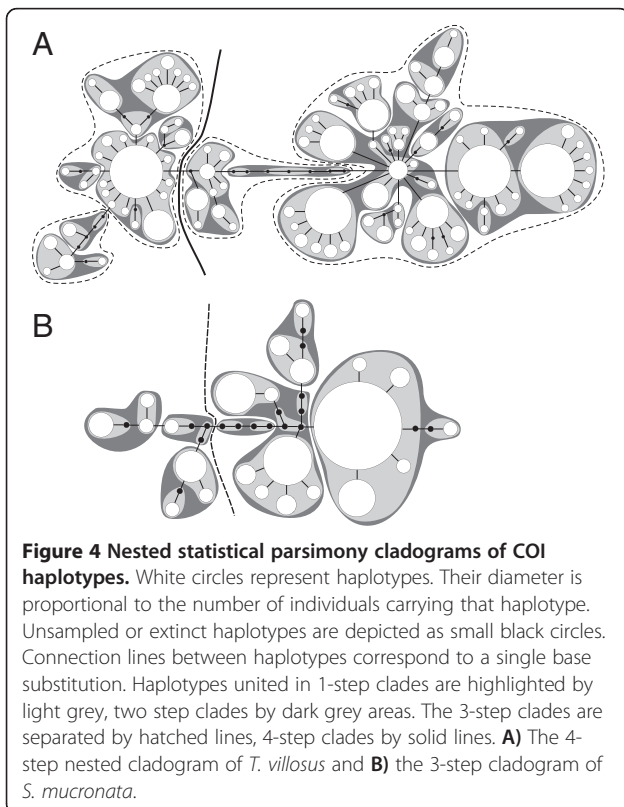 A
B
Figure 4 Nested statistical parsimony cladograms of COI
haplotypes. White circles represent haplotypes. Their diameter is
proportional to the number of individuals carrying that haplotype.
Unsampled or extinct haplotypes are depicted as small black circles.
Connection lines between haplotypes correspond to a single base
substitution. Haplotypes united in 1-step clades are highlighted by
light grey, two step clades by dark grey areas. The 3-step clades are
separated by hatched lines, 4-step clades by solid lines. A) The 4-
step nested cladogram of T. villosus and B) the 3-step cladogram of
S. mucronata.